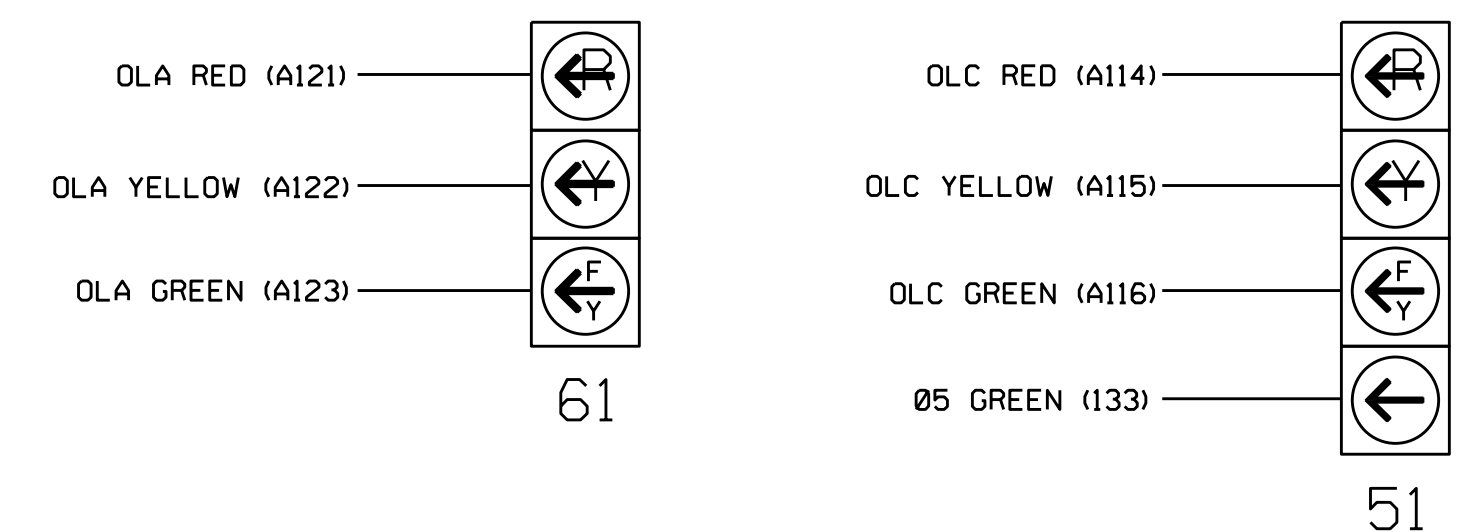 OLA RED (A121)
R
OLA YELLOW (A122)
Y
OLA GREEN (A123)
F
Y
61
OLC RED (A114)
R
OLC YELLOW (A115)
Y
OLC GREEN (A116)
F
Y
Ø5 GREEN (133)
51